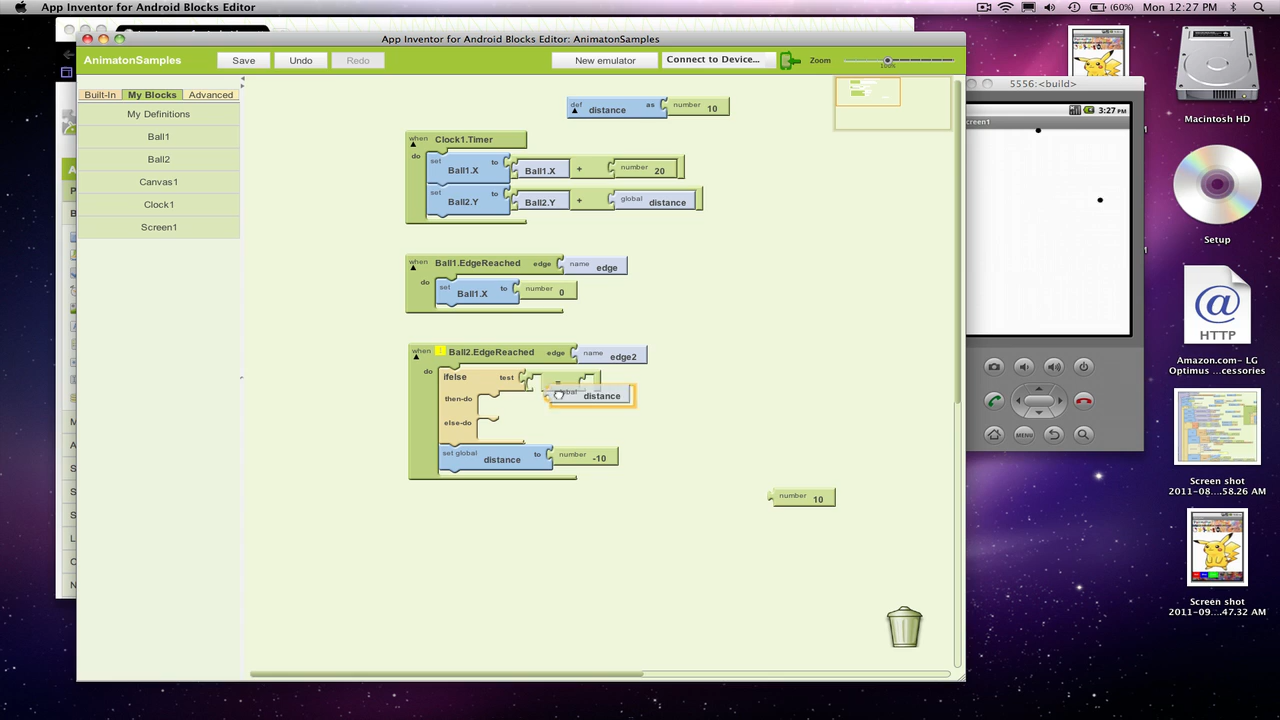 App Inventor for Android Blocks Editor
(60%) Mon 12:27 PM
App Inventor for Android Blocks Editor: AnimatonSamples
AnimatonSamples
Save
Undo
Redo
New emulator
Connect to Device...
Zoom
100%
Built-In
My Blocks
Advanced
My Definitions
Ball1
Ball2
Canvas1
Clock1
Screen1
def distance as number 10
when Clock1.Timer
do
set Ball1.X to Ball1.X + number 20
set Ball2.Y to Ball2.Y + global distance
when Ball1.EdgeReached edge name edge
do
set Ball1.X to number 0
when ! Ball2.EdgeReached edge name edge2
do
ifelse test =
global distance
then-do
else-do
set global distance to number -10
number 10
5556:<build>
3:27 PM
creen1
MENU
Macintosh HD
Setup
HTTP
Amazon.com- LG
Optimus ...cessories
Screen shot
2011-08....58.26 AM
Screen shot
2011-09....47.32 AM